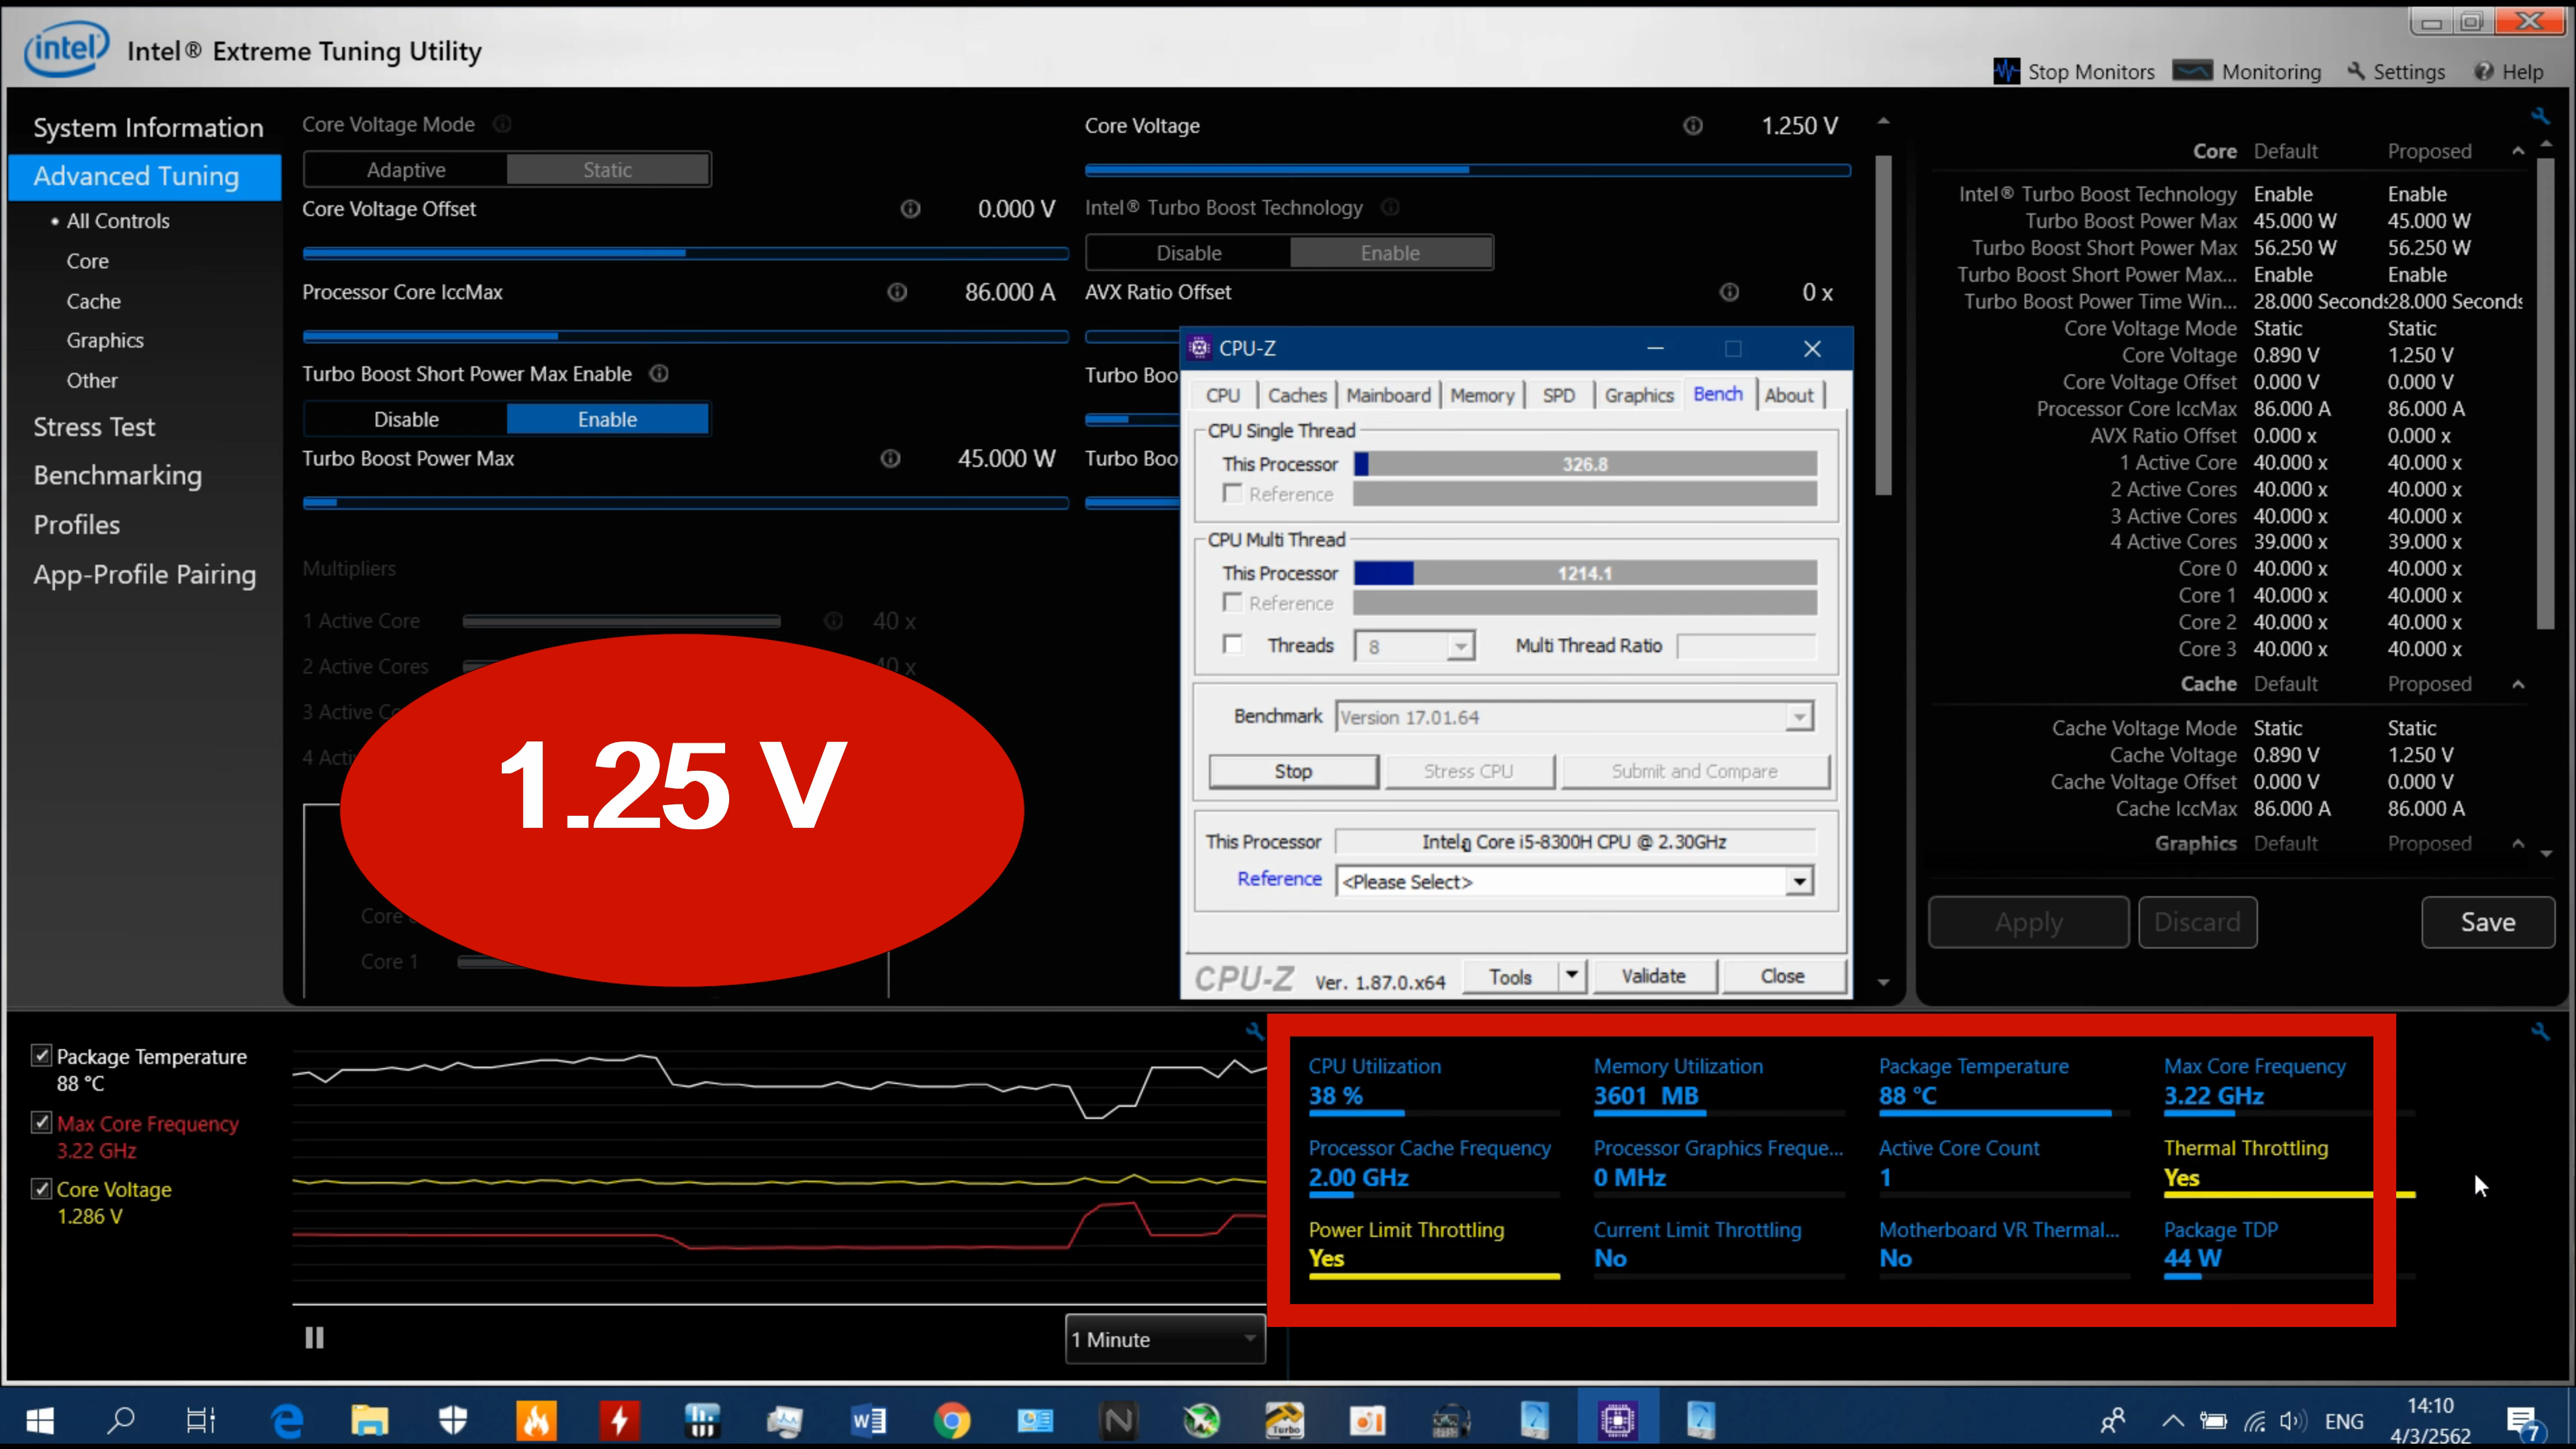 intel Intel® Extreme Tuning Utility
Stop Monitors Monitoring Settings Help
System Information
Advanced Tuning
• All Controls
Core
Cache
Graphics
Other
Stress Test
Benchmarking
Profiles
App-Profile Pairing
Core Voltage Mode
Adaptive Static
Core Voltage Offset 0.000 V
Processor Core IccMax 86.000 A
Turbo Boost Short Power Max Enable
Disable Enable
Turbo Boost Power Max 45.000 W
Multipliers
1 Active Core 40 x
2 Active Cores 40 x
3 Active Co
4 Acti
Core
Core 1
1.25 V
Core Voltage 1.250 V
Intel® Turbo Boost Technology
Disable Enable
AVX Ratio Offset 0 x
Turbo Boo
Turbo Boo
CPU-Z
CPU Caches Mainboard Memory SPD Graphics Bench About
CPU Single Thread
This Processor 326.8
Reference
CPU Multi Thread
This Processor 1214.1
Reference
Threads 8 Multi Thread Ratio
Benchmark Version 17.01.64
Stop Stress CPU Submit and Compare
This Processor Intelฎ Core i5-8300H CPU @ 2.30GHz
Reference <Please Select>
CPU-Z Ver. 1.87.0.x64 Tools Validate Close
Core Default Proposed
Intel® Turbo Boost Technology Enable Enable
Turbo Boost Power Max 45.000 W 45.000 W
Turbo Boost Short Power Max 56.250 W 56.250 W
Turbo Boost Short Power Max... Enable Enable
Turbo Boost Power Time Win... 28.000 Seconds 28.000 Seconds
Core Voltage Mode Static Static
Core Voltage 0.890 V 1.250 V
Core Voltage Offset 0.000 V 0.000 V
Processor Core IccMax 86.000 A 86.000 A
AVX Ratio Offset 0.000 x 0.000 x
1 Active Core 40.000 x 40.000 x
2 Active Cores 40.000 x 40.000 x
3 Active Cores 40.000 x 40.000 x
4 Active Cores 39.000 x 39.000 x
Core 0 40.000 x 40.000 x
Core 1 40.000 x 40.000 x
Core 2 40.000 x 40.000 x
Core 3 40.000 x 40.000 x
Cache Default Proposed
Cache Voltage Mode Static Static
Cache Voltage 0.890 V 1.250 V
Cache Voltage Offset 0.000 V 0.000 V
Cache IccMax 86.000 A 86.000 A
Graphics Default Proposed
Apply Discard Save
Package Temperature
88 °C
Max Core Frequency
3.22 GHz
Core Voltage
1.286 V
1 Minute
CPU Utilization Memory Utilization Package Temperature Max Core Frequency
38 % 3601 MB 88 °C 3.22 GHz
Processor Cache Frequency Processor Graphics Freque... Active Core Count Thermal Throttling
2.00 GHz 0 MHz 1 Yes
Power Limit Throttling Current Limit Throttling Motherboard VR Thermal... Package TDP
Yes No No 44 W
Turbo
ENG
14:10
4/3/2562
7